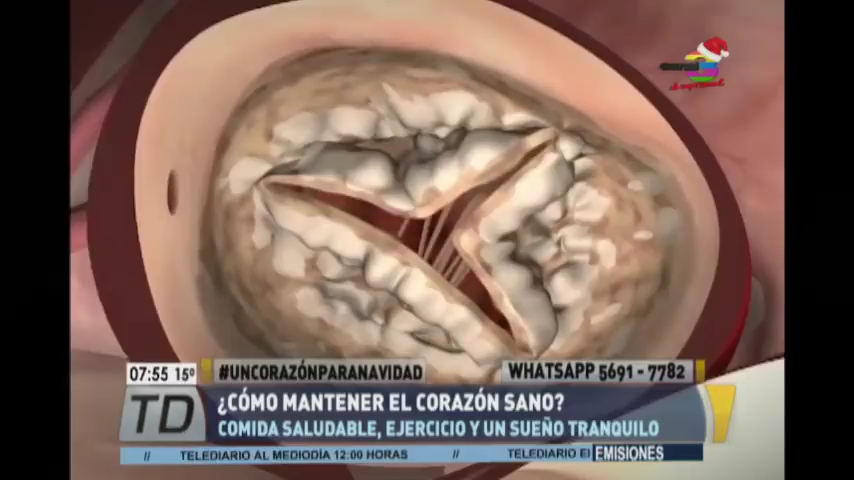 07:55 15°
#UNCORAZÓNPARANAVIDAD
WHATSAPP 5691 - 7782
TD
¿CÓMO MANTENER EL CORAZÓN SANO?
COMIDA SALUDABLE, EJERCICIO Y UN SUEÑO TRANQUILO
// TELEDIARIO AL MEDIODÍA 12:00 HORAS // TELEDIARIO EI EMISIONES